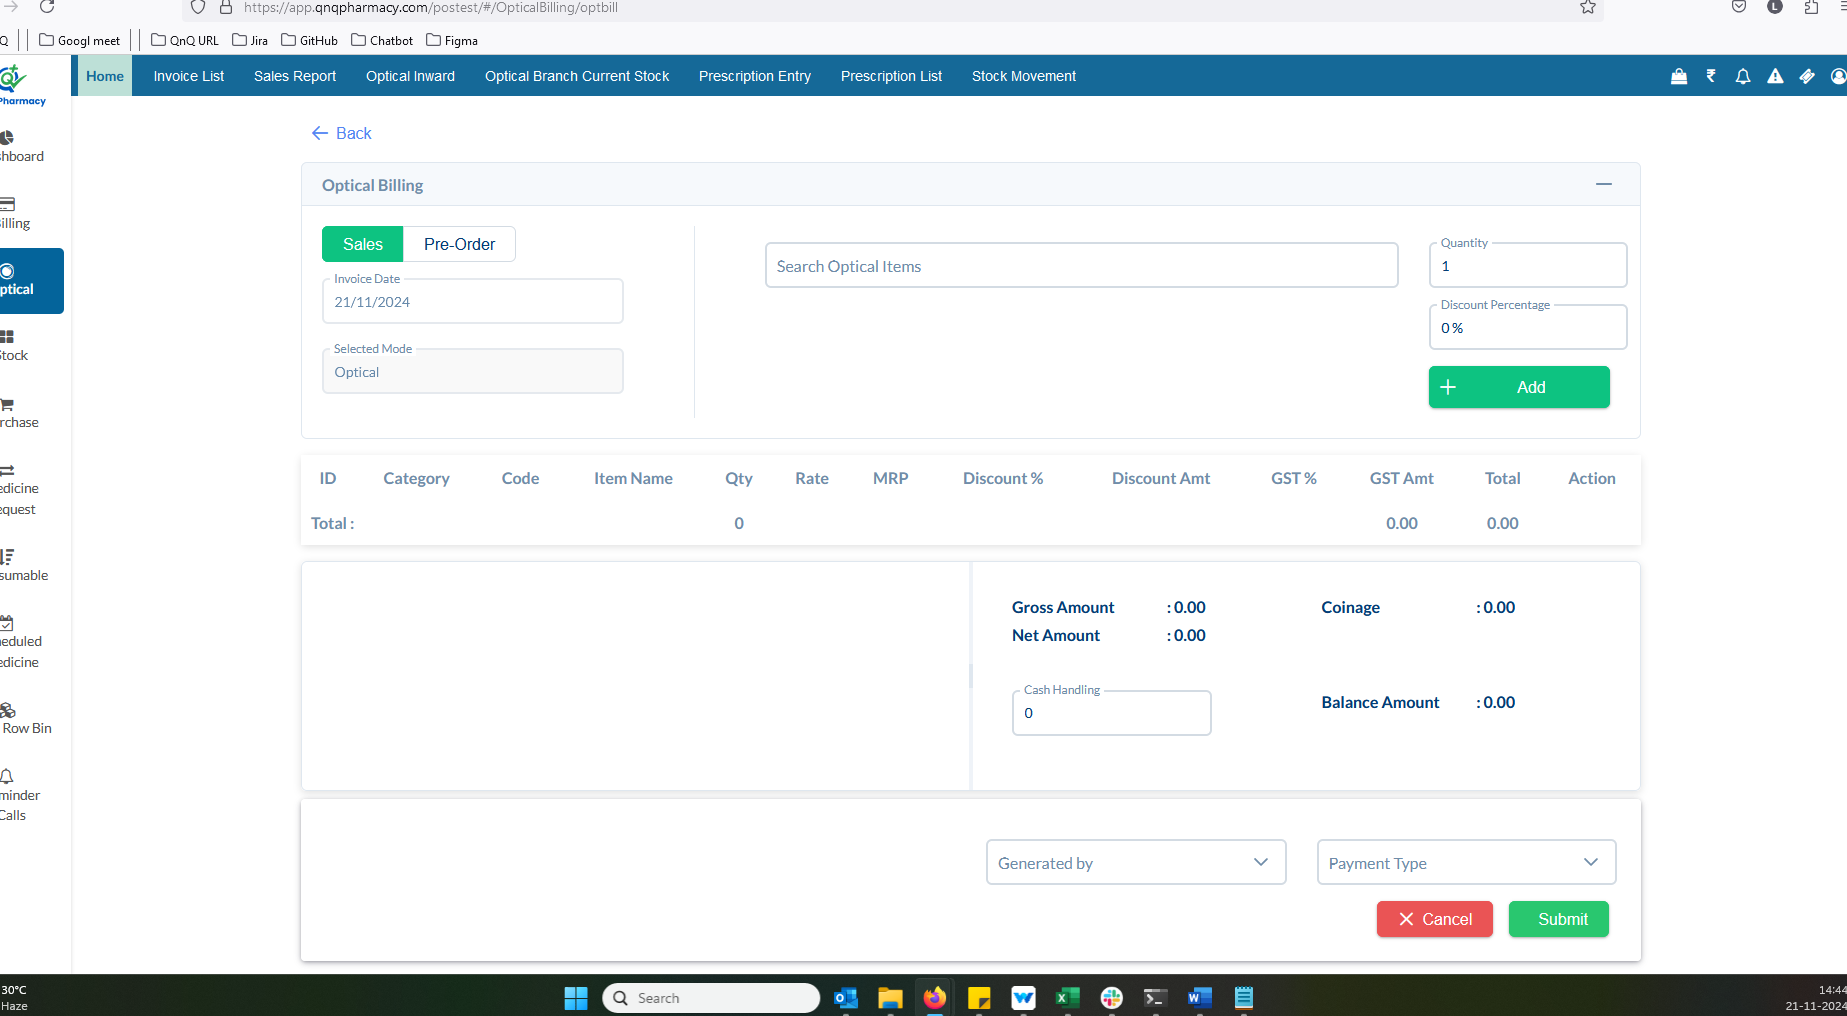 https://app.qnqpharmacy.com/postest/#/OpticalBilling/optbill
L
Q
Googl meet
QnQ URL
Jira
GitHub
Chatbot
Figma
Pharmacy
Home
Invoice List
Sales Report
Optical Inward
Optical Branch Current Stock
Prescription Entry
Prescription List
Stock Movement
₹
shboard
illing
ptical
Stock
rchase
edicine
equest
sumable
eduled
edicine
Row Bin
minder
Calls
Back
Optical Billing
Sales
Pre-Order
Invoice Date
21/11/2024
Selected Mode
Optical
Search Optical Items
Quantity
1
Discount Percentage
0 %
Add
ID Category Code Item Name Qty Rate MRP Discount % Discount Amt GST % GST Amt Total Action
Total : 0 0.00 0.00
Gross Amount : 0.00
Coinage : 0.00
Net Amount : 0.00
Cash Handling
0
Balance Amount : 0.00
Generated by
Payment Type
Cancel
Submit
30°C
Haze
Search
14:44
21-11-2024